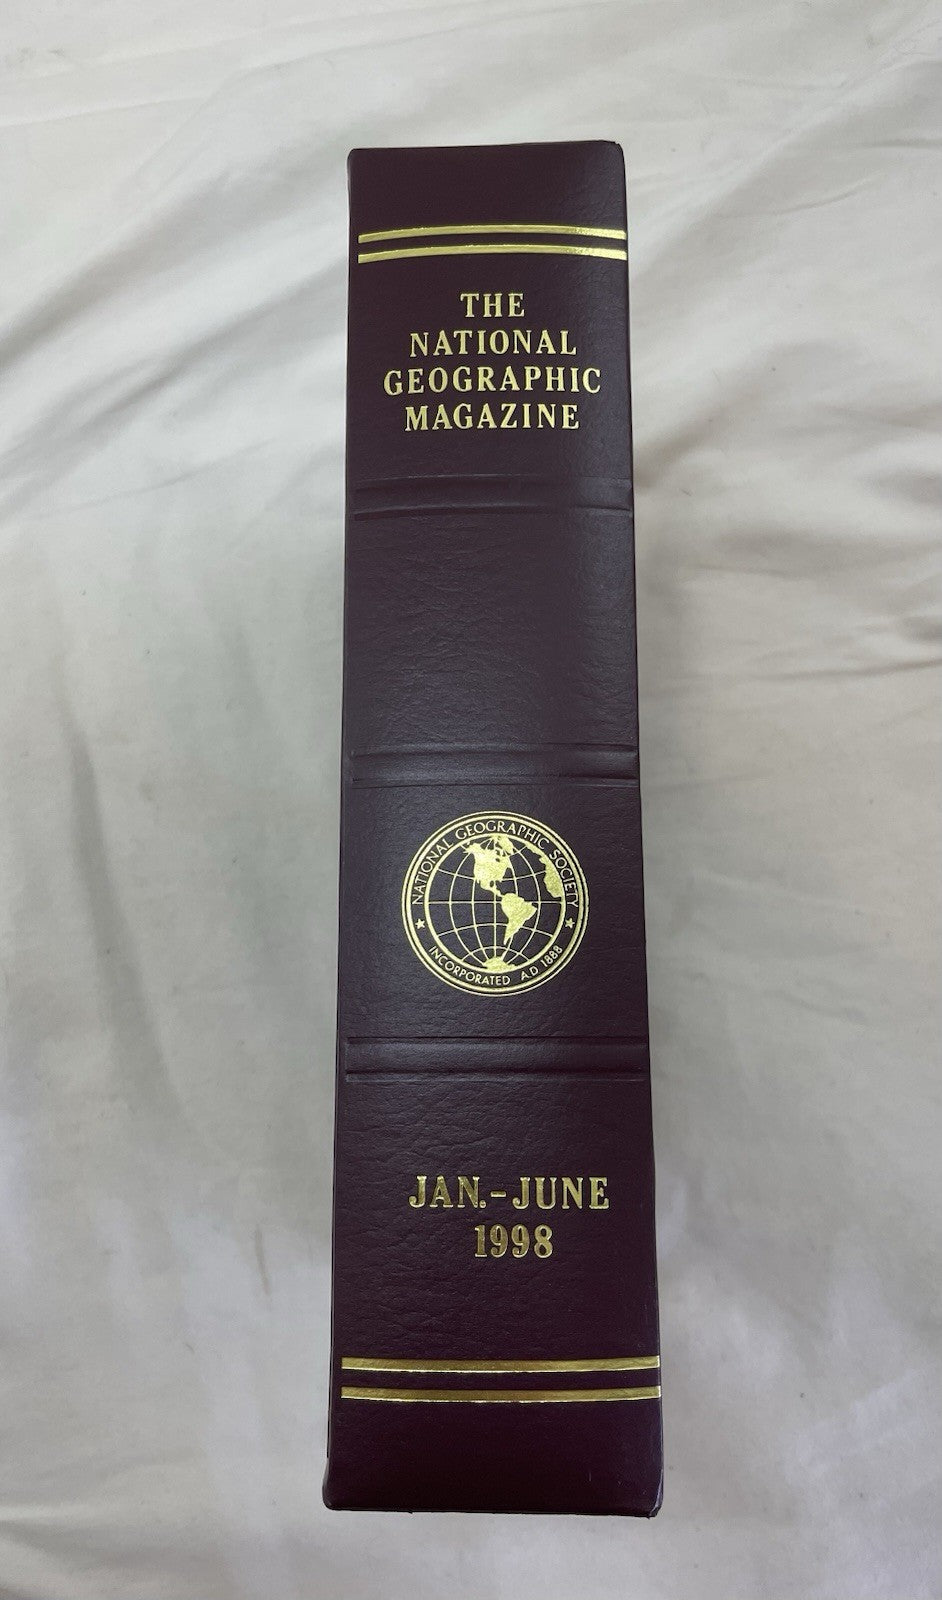 THE
NATIONAL
GEOGRAPHIC
MAGAZINE
NATIONAL GEOGRAPHIC SOCIETY
INCORPORATED A.D 1888
JAN.-JUNE
1998